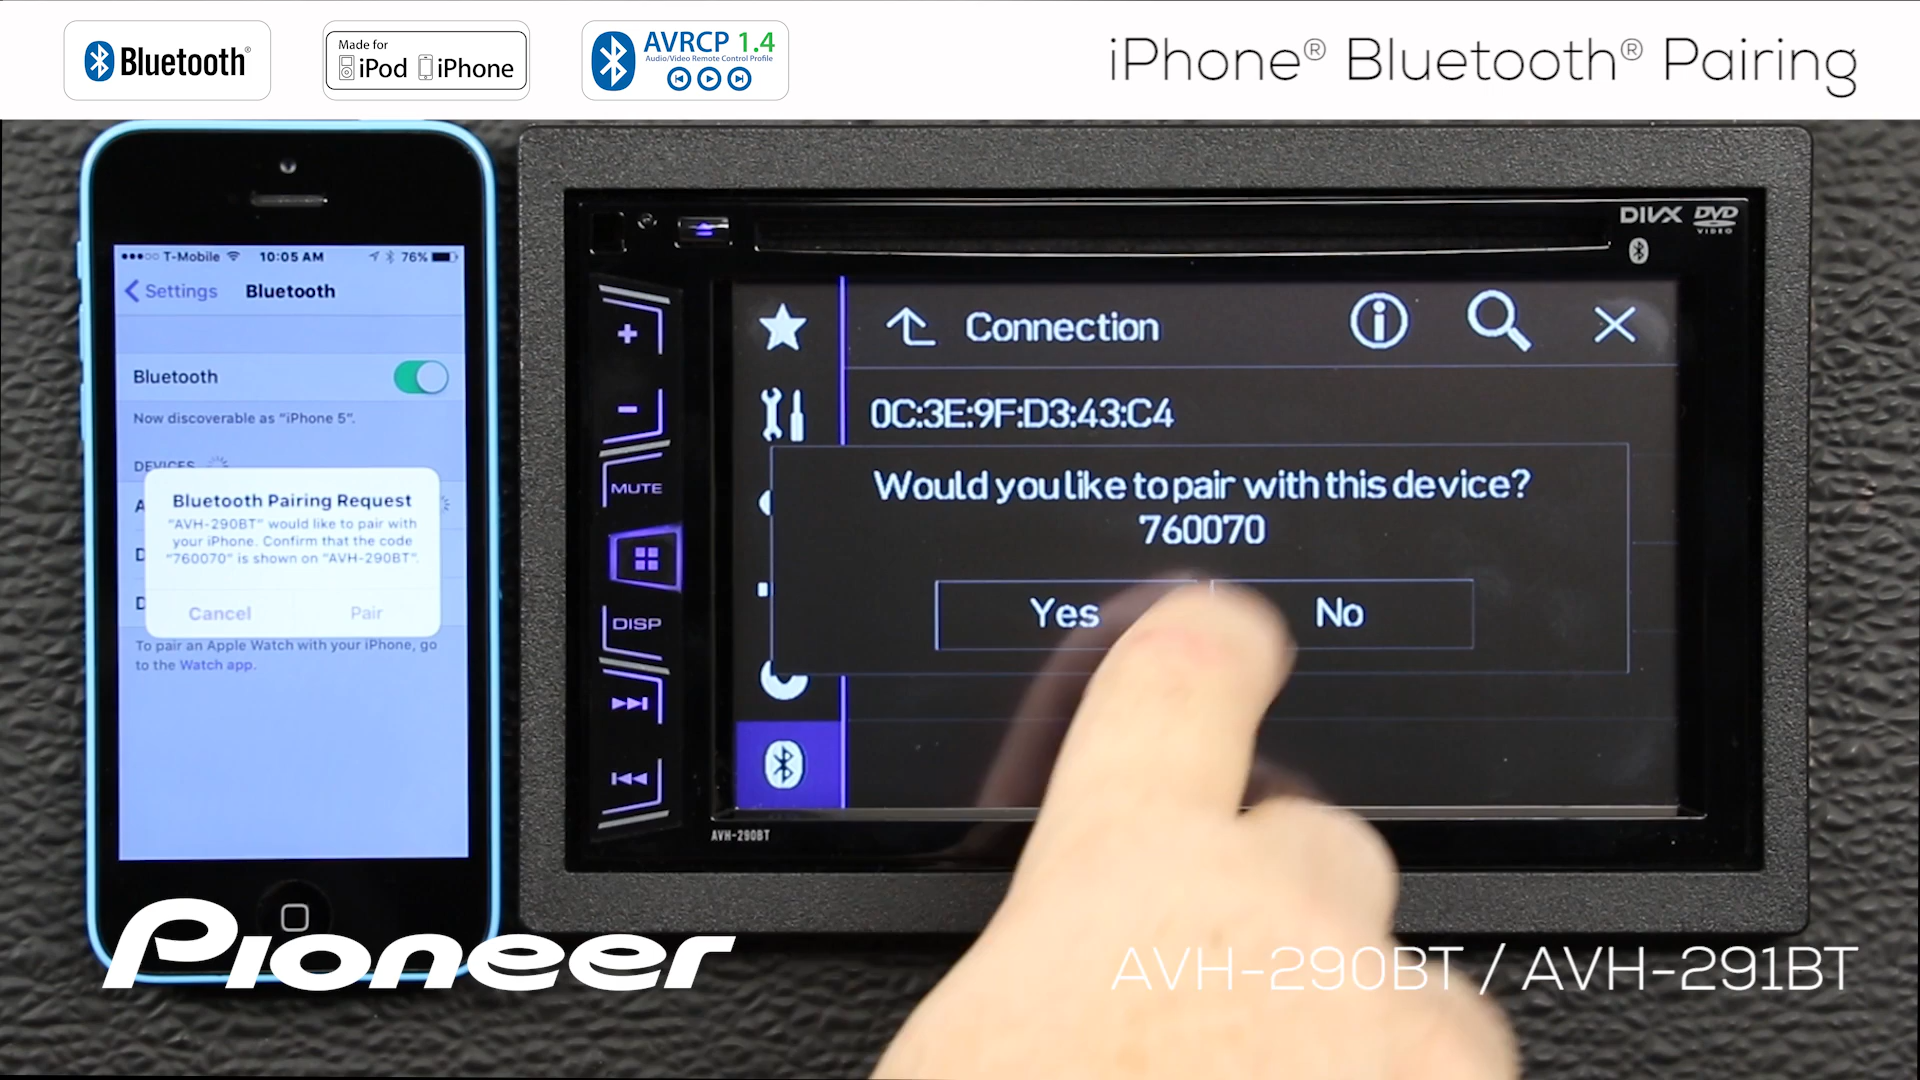 Bluetooth®
Made for
iPod iPhone
AVRCP 1.4
Audio/Video Remote Control Profile
iPhone® Bluetooth® Pairing
T-Mobile 10:05 AM 76%
Settings Bluetooth
Bluetooth
Now discoverable as "iPhone 5".
DEVICES
A
D
D
Bluetooth Pairing Request
"AVH-290BT" would like to pair with
your iPhone. Confirm that the code
"760070" is shown on "AVH-290BT".
Cancel Pair
To pair an Apple Watch with your iPhone, go
to the Watch app.
DIVX DVD
VIDEO
+
-
MUTE
DISP
Connection
0C:3E:9F:D3:43:C4
Would you like to pair with this device?
760070
Yes No
AVH-290BT
Pioneer
AVH-290BT / AVH-291BT